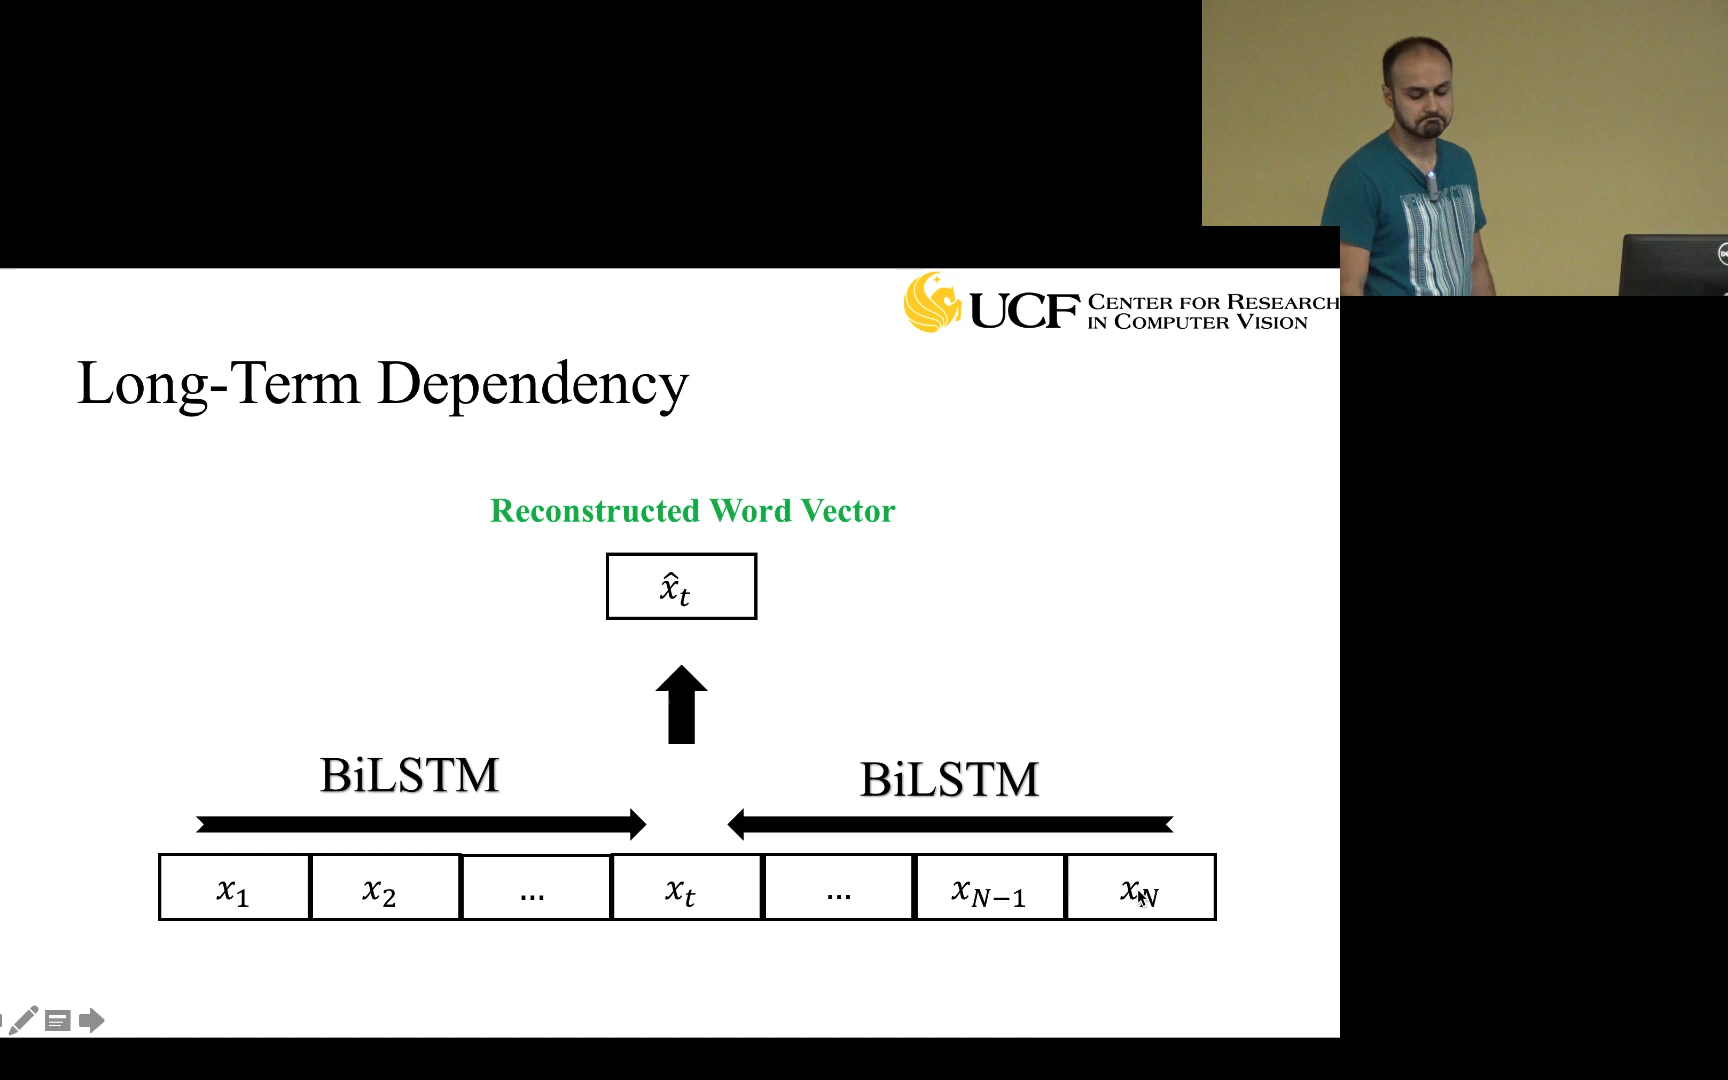 UCF CENTER FOR RESEARCH
IN COMPUTER VISION
Long-Term Dependency
Reconstructed Word Vector
x̂_t
BiLSTM BiLSTM
x_1 x_2 ... x_t ... x_{N-1} x_N